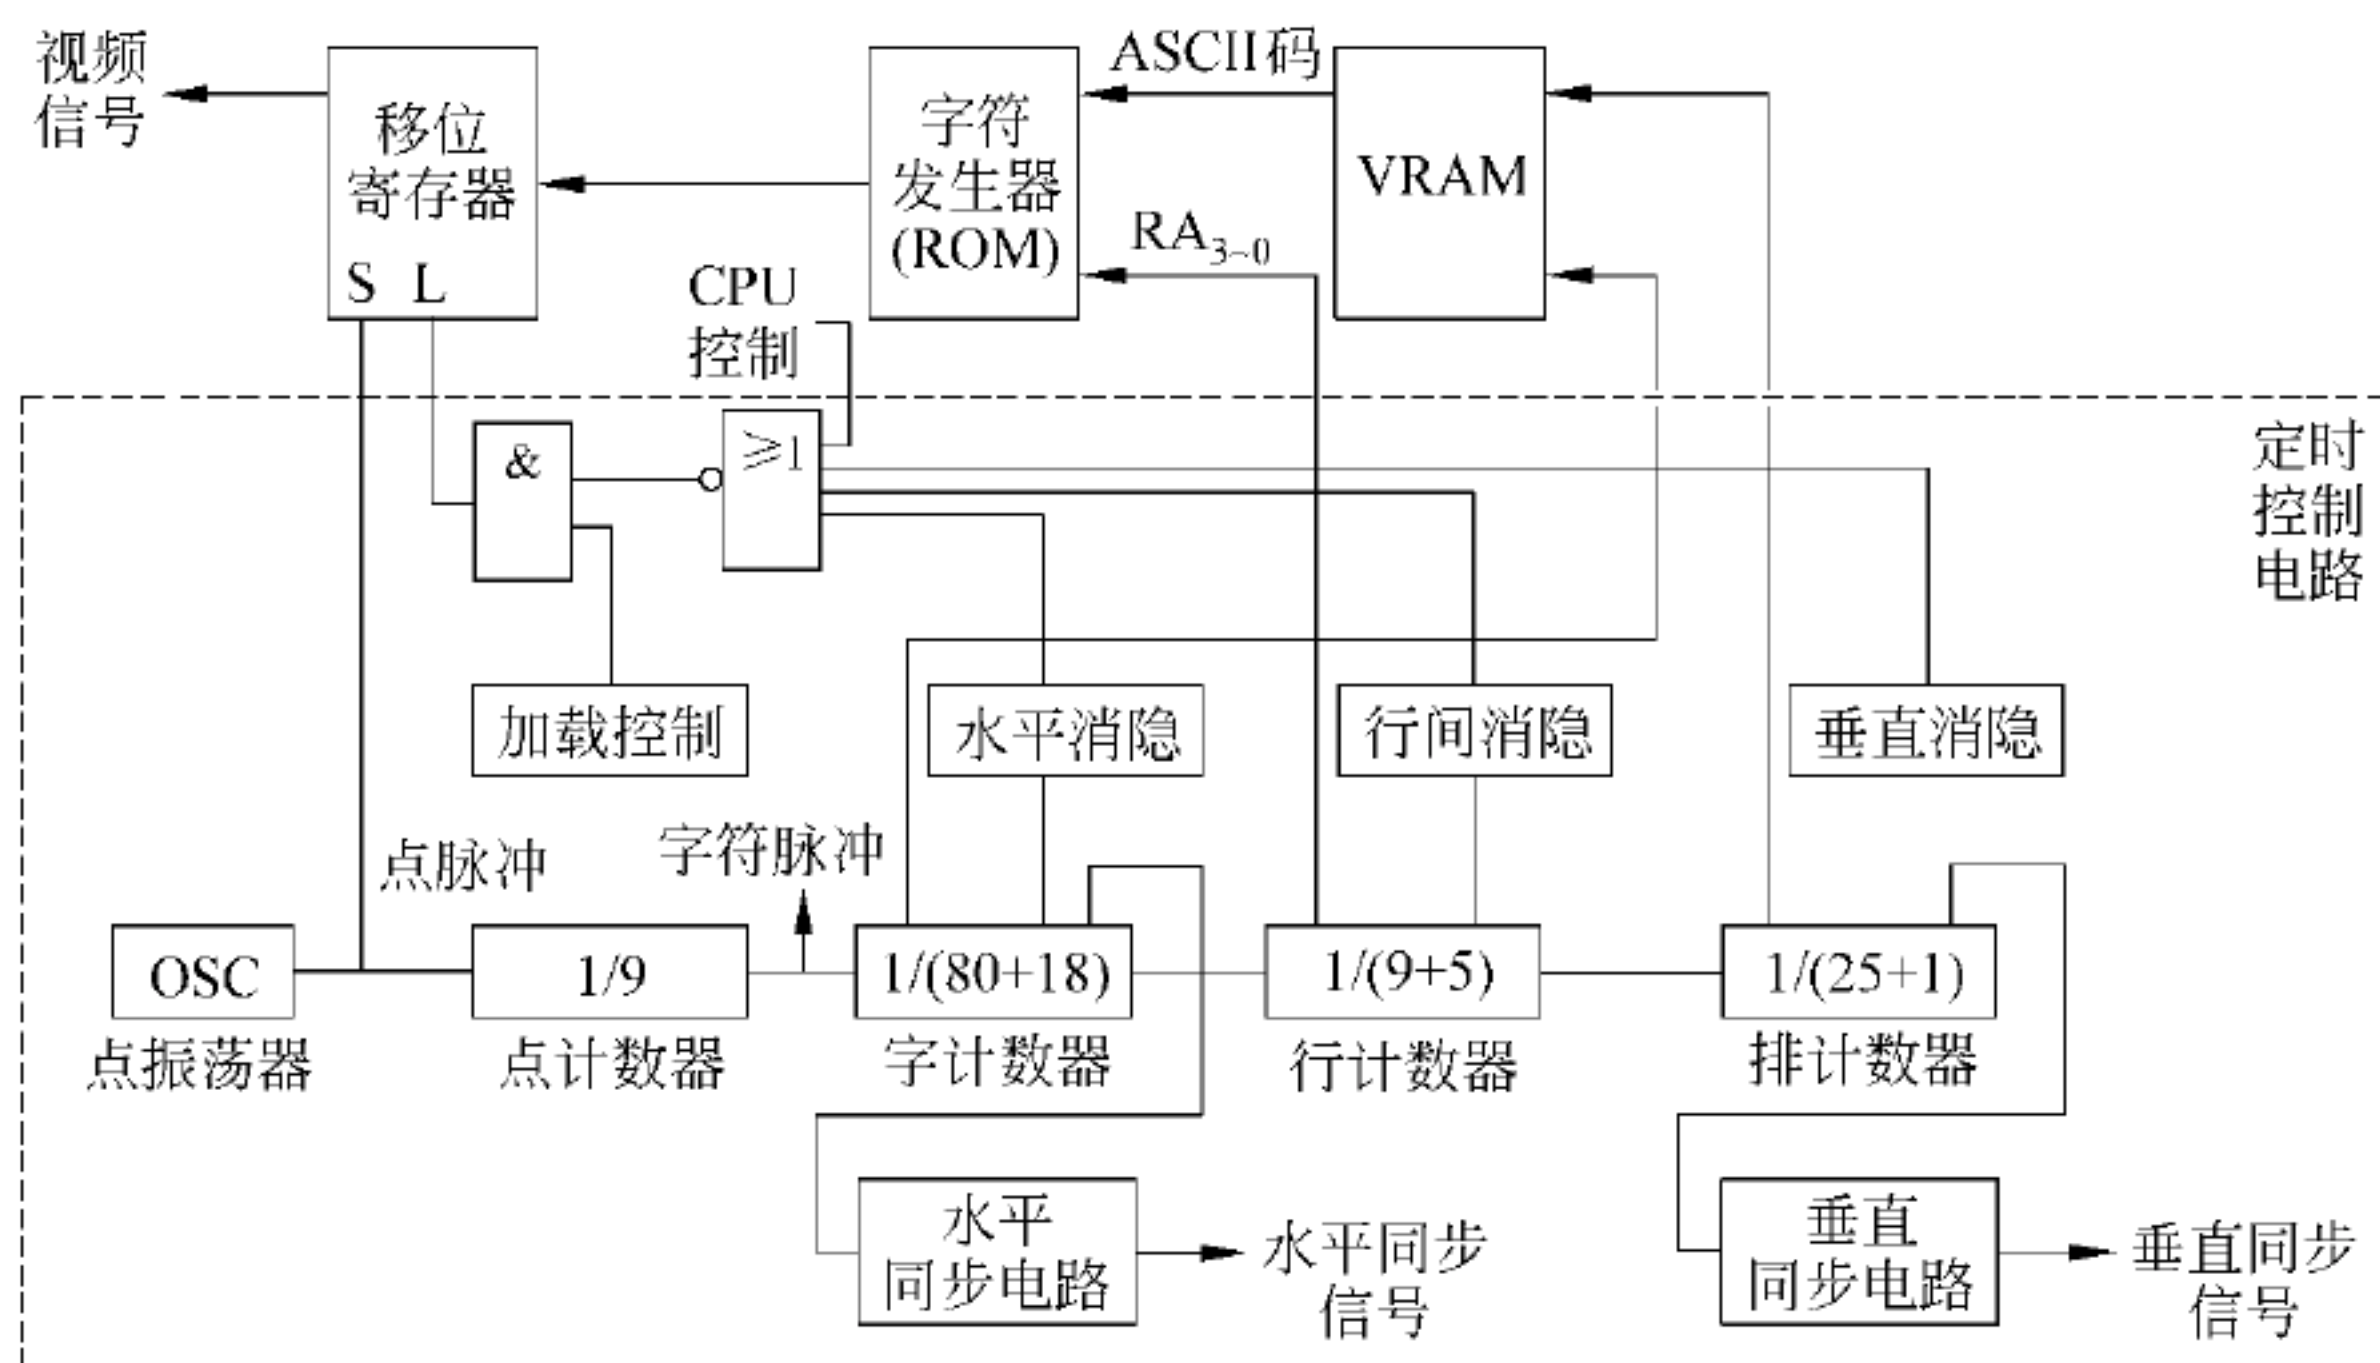 视频
信号
移位
寄存器
S L
字符
发生器
(ROM)
ASCII码
RA3~0
VRAM
CPU
控制
&
≥1
定时
控制
电路
加载控制
水平消隐
行间消隐
垂直消隐
点脉冲
字符脉冲
OSC
1/9
1/(80+18)
1/(9+5)
1/(25+1)
点振荡器
点计数器
字计数器
行计数器
排计数器
水平
同步电路
水平同步
信号
垂直
同步电路
垂直同步
信号